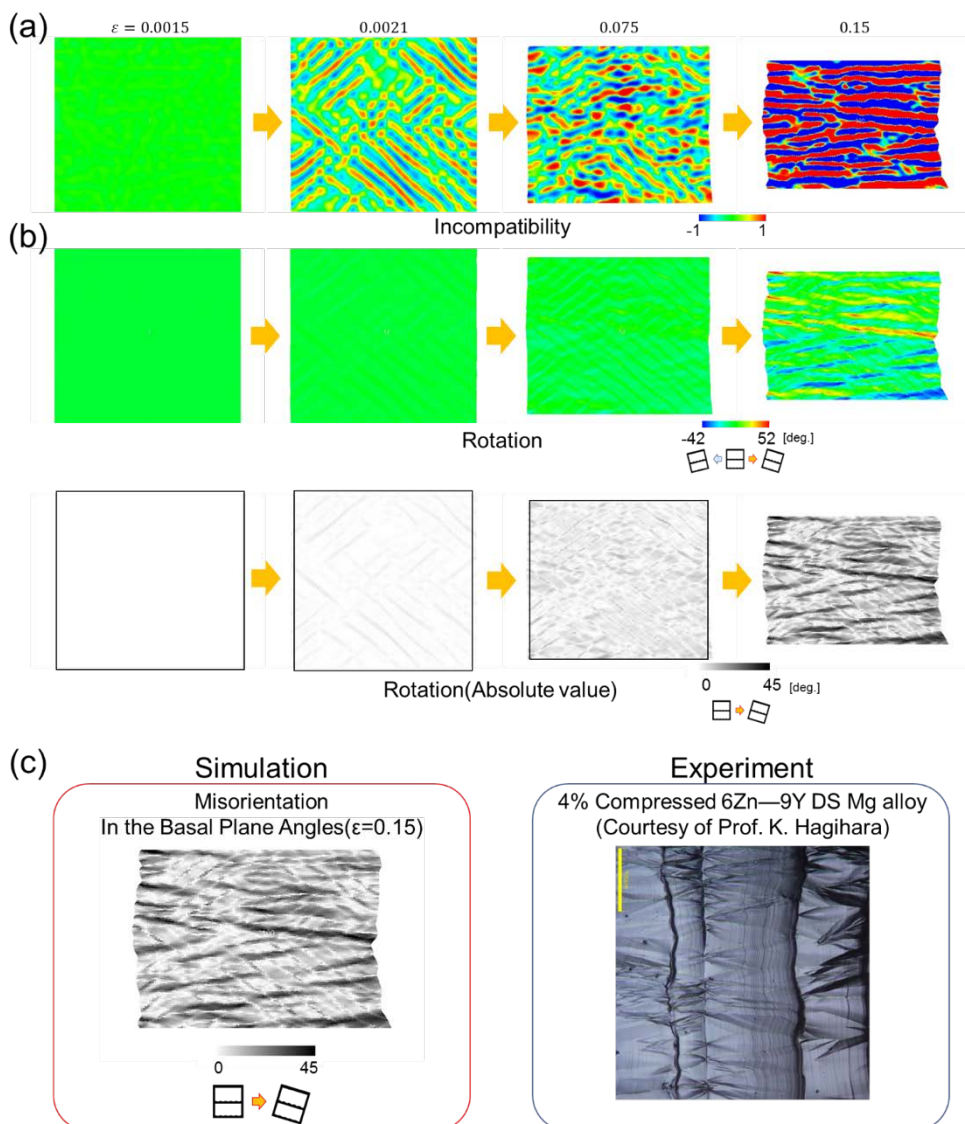 (a)
ε = 0.0015 0.0021 0.075 0.15
Incompatibility
-1 1
(b)
Rotation
-42 52 [deg.]
Rotation(Absolute value)
0 45 [deg.]
(c)
Simulation
Misorientation
In the Basal Plane Angles(ε=0.15)
0 45
Experiment
4% Compressed 6Zn—9Y DS Mg alloy
(Courtesy of Prof. K. Hagihara)